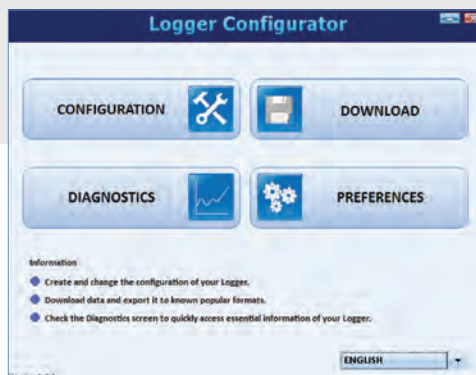 Logger Configurator
CONFIGURATION
DOWNLOAD
DIAGNOSTICS
PREFERENCES
Information
Create and change the configuration of your Logger.
Download data and export it to known popular formats.
Check the Diagnostics screen to quickly access essential information of your Logger.
ENGLISH